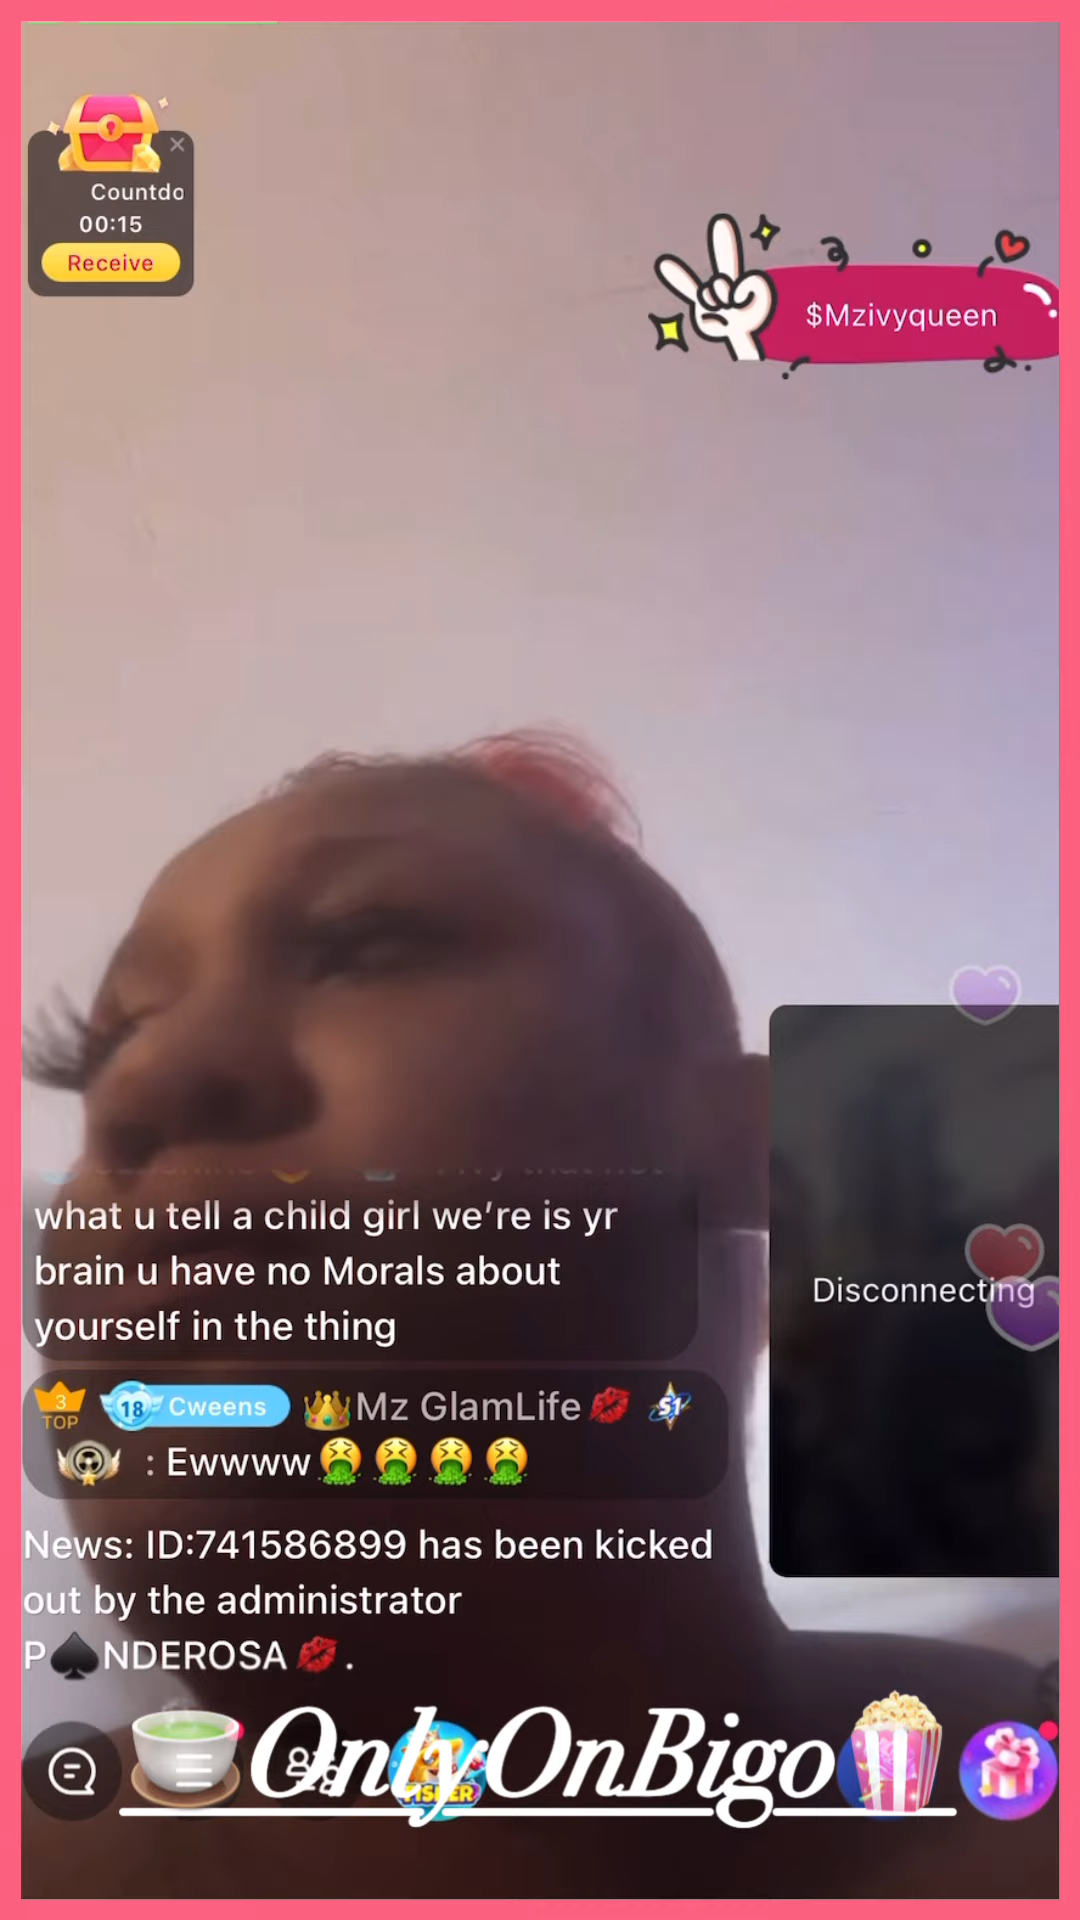 Countdo
00:15
Receive
$Mzivyqueen
what u tell a child girl we’re is yr
brain u have no Morals about
yourself in the thing
Disconnecting
3
TOP
18 Cweens 👑Mz GlamLife💋 S1
: Ewwww🤮🤮🤮🤮
News: ID:741586899 has been kicked
out by the administrator
P♠️NDEROSA💋.
🍵OnlyOnBigo🍿
FISHER